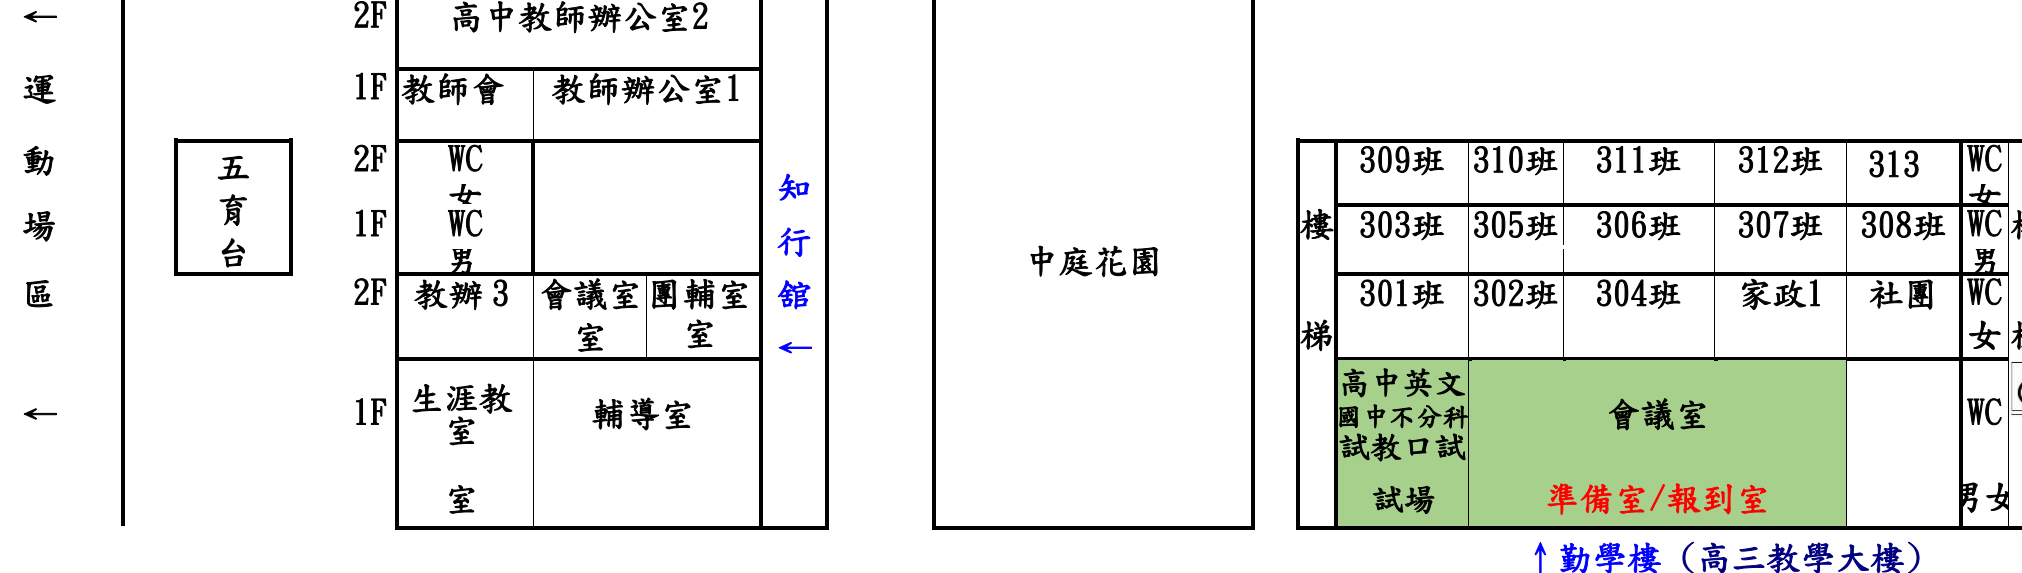 ←
運
動
場
區
←
五
育
台
2F 高中教師辦公室2
1F 教師會 教師辦公室1
2F WC
女
1F WC
男
2F 教辦3 會議室 團輔室
室 室
1F 生涯教 輔導室
室
室
知
行
館
←
中庭花園
樓
梯
309班 310班 311班 312班 313 WC
女
303班 305班 306班 307班 308班 WC
男
301班 302班 304班 家政1 社團 WC
女
高中英文
國中不分科
試教口試
試場
會議室
準備室/報到室
WC
男女
↑勤學樓（高三教學大樓）